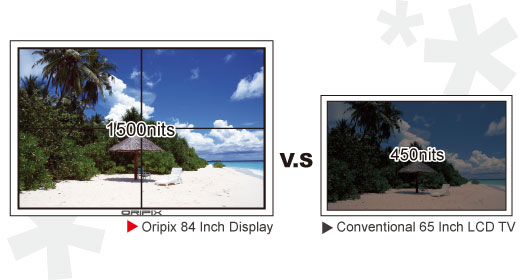 1500nits
450nits
V.S
ORIPIX
Oripix 84 Inch Display
Conventional 65 Inch LCD TV